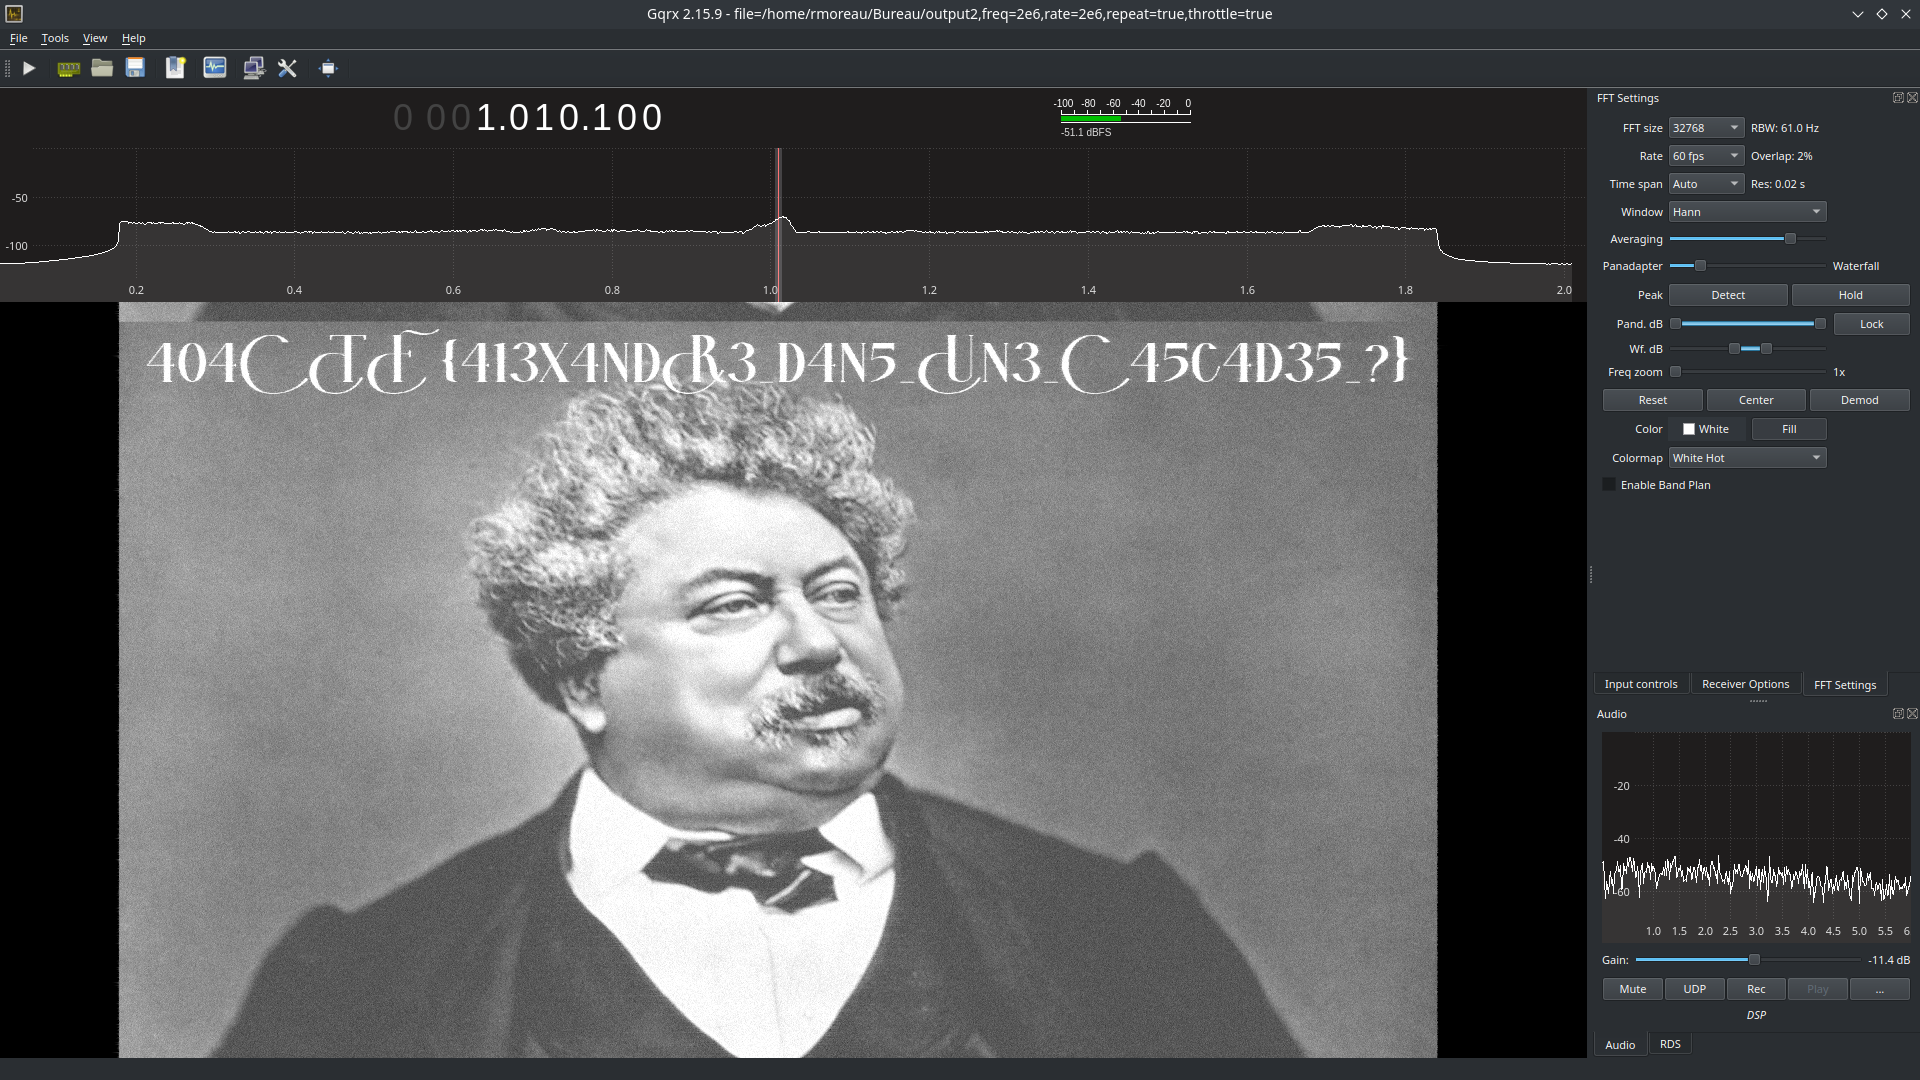 Gqrx 2.15.9 - file=/home/rmoreau/Bureau/output2,freq=2e6,rate=2e6,repeat=true,throttle=true
File Tools View Help
0 001.010.100
-100 -80 -60 -40 -20 0
-51.1 dBFS
-50
-100
0.2 0.4 0.6 0.8 1.0 1.2 1.4 1.6 1.8 2.0
404CTF{413X4NDR3_D4N5_UN3_C45C4D35_?}
FFT Settings
FFT size 32768 RBW: 61.0 Hz
Rate 60 fps Overlap: 2%
Time span Auto Res: 0.02 s
Window Hann
Averaging
Panadapter Waterfall
Peak Detect Hold
Pand. dB Lock
Wf. dB
Freq zoom 1x
Reset Center Demod
Color White Fill
Colormap White Hot
Enable Band Plan
Input controls Receiver Options FFT Settings
Audio
-20
-40
-60
1.0 1.5 2.0 2.5 3.0 3.5 4.0 4.5 5.0 5.5 6
Gain: -11.4 dB
Mute UDP Rec Play ...
DSP
Audio RDS